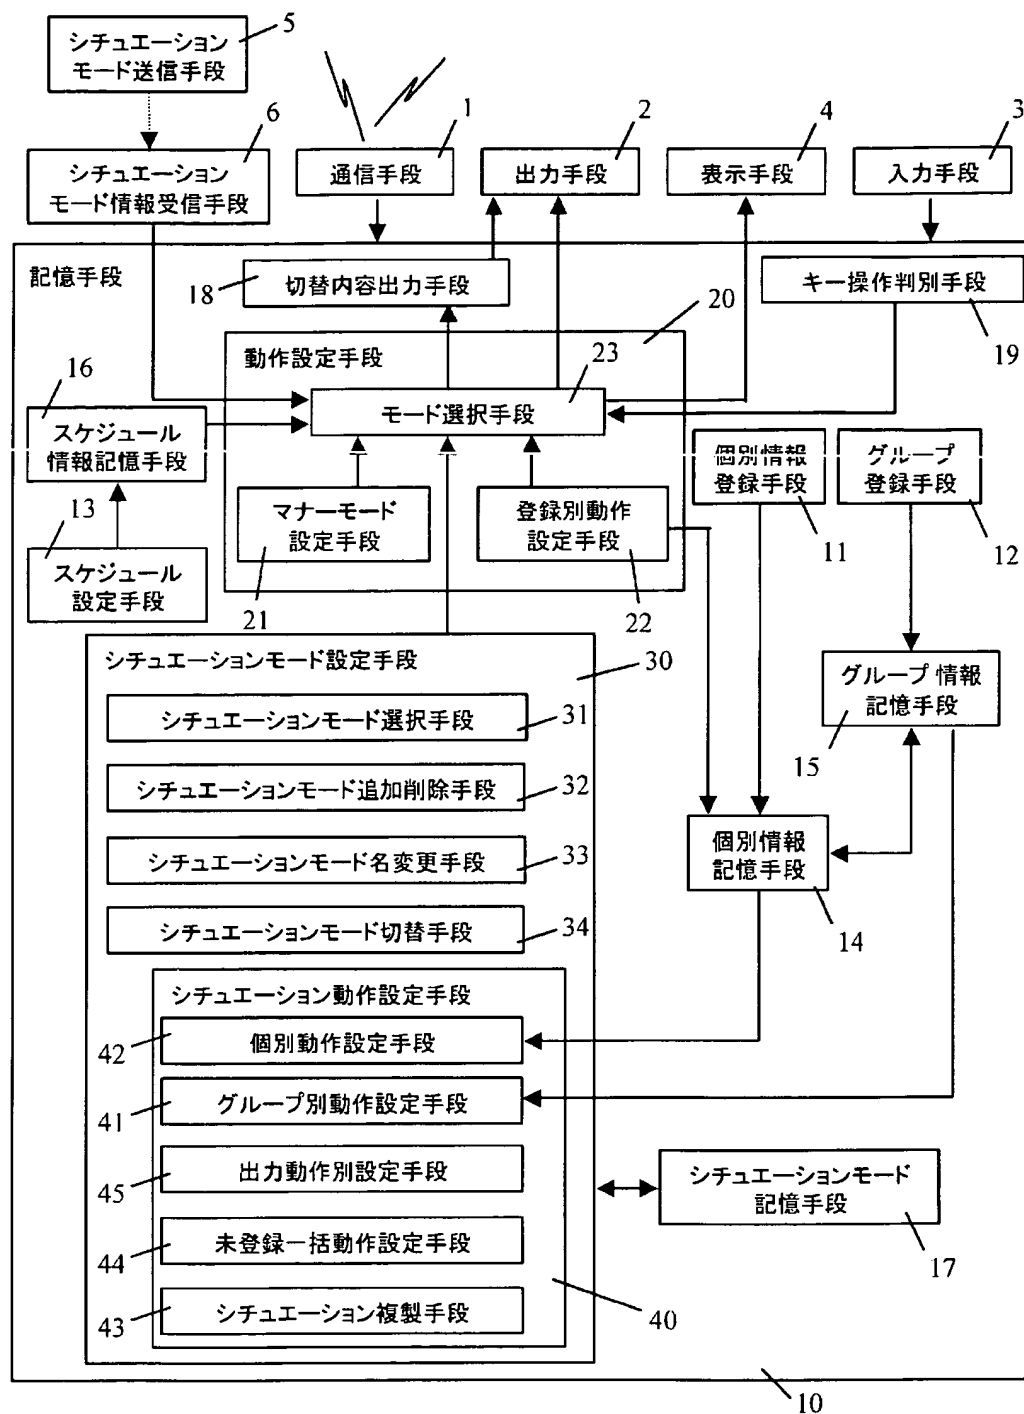 シチュエーション
モード送信手段
5
シチュエーション
モード情報受信手段
6
通信手段
1
出力手段
2
表示手段
4
入力手段
3
記憶手段
18
切替内容出力手段
20
キー操作判別手段
19
動作設定手段
23
モード選択手段
16
スケジュール
情報記憶手段
13
スケジュール
設定手段
マナーモード
設定手段
21
登録別動作
設定手段
22
個別情報
登録手段
11
グループ
登録手段
12
シチュエーションモード設定手段
30
シチュエーションモード選択手段
31
シチュエーションモード追加削除手段
32
シチュエーションモード名変更手段
33
シチュエーションモード切替手段
34
グループ 情報
記憶手段
15
個別情報
記憶手段
14
シチュエーション動作設定手段
42
個別動作設定手段
41
グループ別動作設定手段
45
出力動作別設定手段
44
未登録一括動作設定手段
43
シチュエーション複製手段
40
シチュエーションモード
記憶手段
17
10